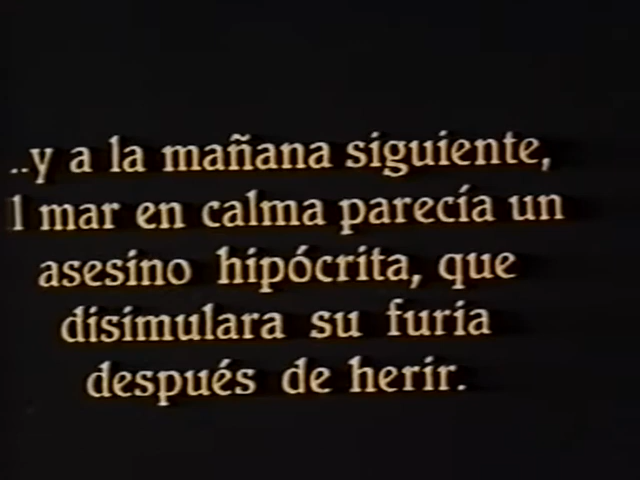 ..y a la mañana siguiente,
l mar en calma parecía un
asesino hipócrita, que
disimulara su furia
después de herir.